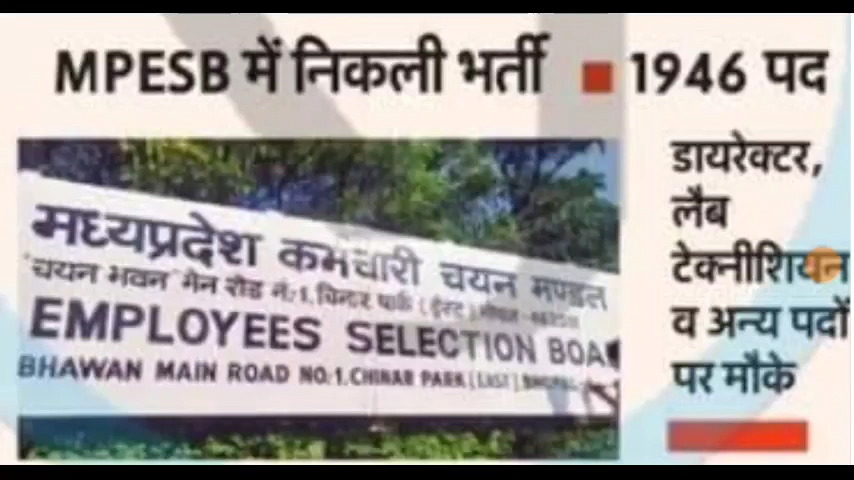 MPESB में निकली भर्ती ■ 1946 पद
डायरेक्टर,
लैब
टेक्नीशियन
व अन्य पदों
पर मौके
मध्यप्रदेश कर्मचारी चयन मण्डल
"चयन भवन" मेन रोड नं.1, चिनार पार्क (ईस्ट)
EMPLOYEES SELECTION BOA
BHAWAN MAIN ROAD NO.1, CHINAR PARK (EAST)